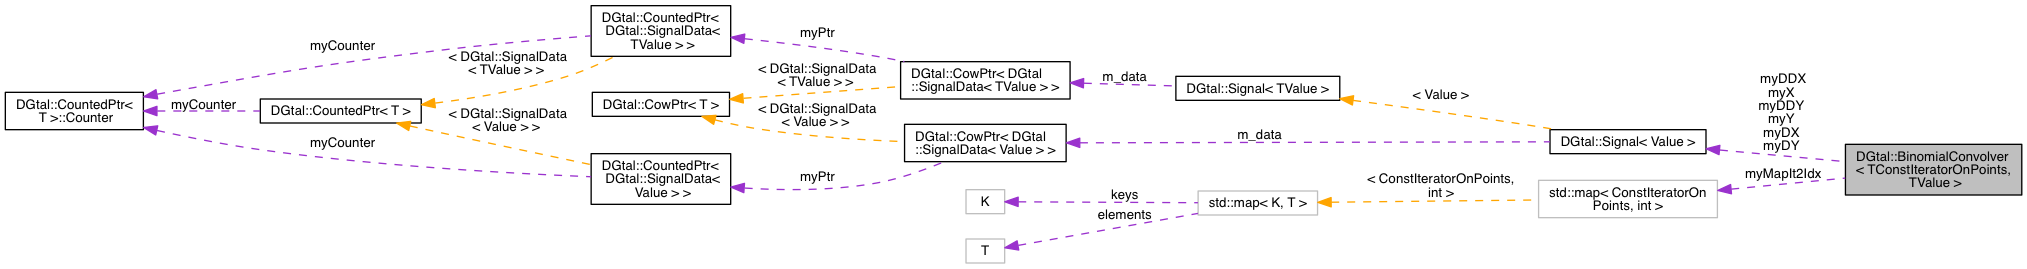 DGtal::CountedPtr<
T >::Counter
myCounter
myCounter
myCounter
DGtal::CountedPtr< T >
< DGtal::SignalData
< TValue > >
< DGtal::SignalData
< Value > >
DGtal::CountedPtr<
DGtal::SignalData<
TValue > >
DGtal::CowPtr< T >
DGtal::CountedPtr<
DGtal::SignalData<
Value > >
myPtr
< DGtal::SignalData
< TValue > >
< DGtal::SignalData
< Value > >
myPtr
DGtal::CowPtr< DGtal
::SignalData< TValue > >
DGtal::CowPtr< DGtal
::SignalData< Value > >
K
T
m_data
m_data
keys
elements
DGtal::Signal< TValue >
std::map< K, T >
< Value >
< ConstIteratorOnPoints,
int >
DGtal::Signal< Value >
std::map< ConstIteratorOn
Points, int >
myDDX
myX
myDDY
myY
myDX
myDY
myMapIt2Idx
DGtal::BinomialConvolver
< TConstIteratorOnPoints,
TValue >